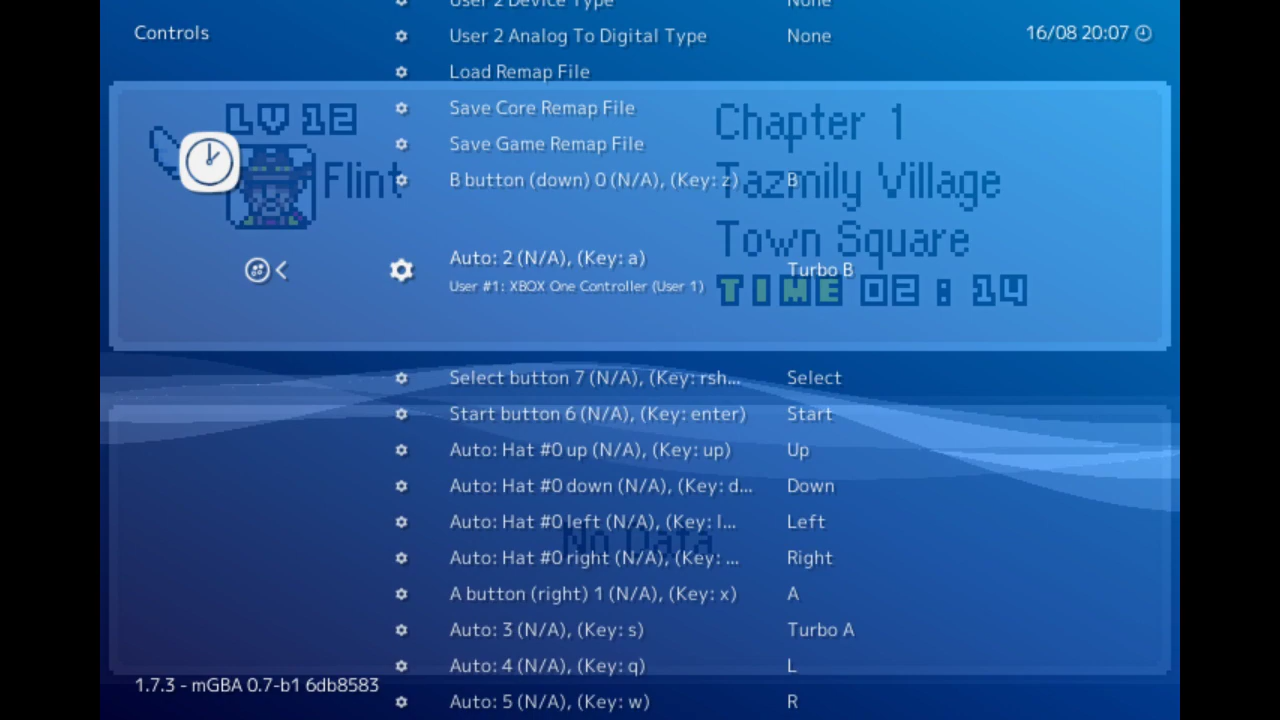 User 2 Device Type None
Controls
User 2 Analog To Digital Type None
16/08 20:07
Load Remap File
LV 12
Save Core Remap File
Chapter 1
Save Game Remap File
Flint
B button (down) 0 (N/A), (Key: z) B
Tazmily Village
Town Square
Auto: 2 (N/A), (Key: a) Turbo B
User #1: XBOX One Controller (User 1)
TIME 02:14
Select button 7 (N/A), (Key: rsh... Select
Start button 6 (N/A), (Key: enter) Start
Auto: Hat #0 up (N/A), (Key: up) Up
Auto: Hat #0 down (N/A), (Key: d... Down
Auto: Hat #0 left (N/A), (Key: l... Left
No Data
Auto: Hat #0 right (N/A), (Key: ... Right
A button (right) 1 (N/A), (Key: x) A
Auto: 3 (N/A), (Key: s) Turbo A
Auto: 4 (N/A), (Key: q) L
1.7.3 - mGBA 0.7-b1 6db8583
Auto: 5 (N/A), (Key: w) R